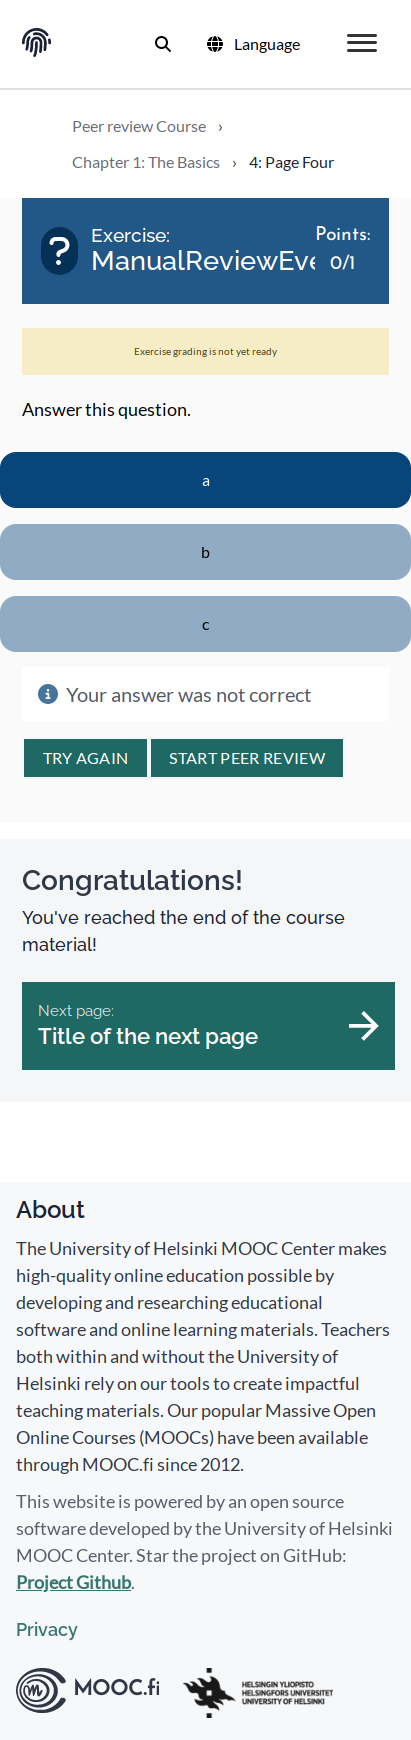 Language
Peer review Course ›
Chapter 1: The Basics › 4: Page Four
Exercise:
ManualReviewEve
Points:
0/1
Exercise grading is not yet ready
Answer this question.
a
b
c
Your answer was not correct
TRY AGAIN
START PEER REVIEW
Congratulations!
You've reached the end of the course
material!
Next page:
Title of the next page
About
The University of Helsinki MOOC Center makes
high-quality online education possible by
developing and researching educational
software and online learning materials. Teachers
both within and without the University of
Helsinki rely on our tools to create impactful
teaching materials. Our popular Massive Open
Online Courses (MOOCs) have been available
through MOOC.fi since 2012.
This website is powered by an open source
software developed by the University of Helsinki
MOOC Center. Star the project on GitHub:
Project Github.
Privacy
MOOC.fi
HELSINGIN YLIOPISTO
HELSINGFORS UNIVERSITET
UNIVERSITY OF HELSINKI